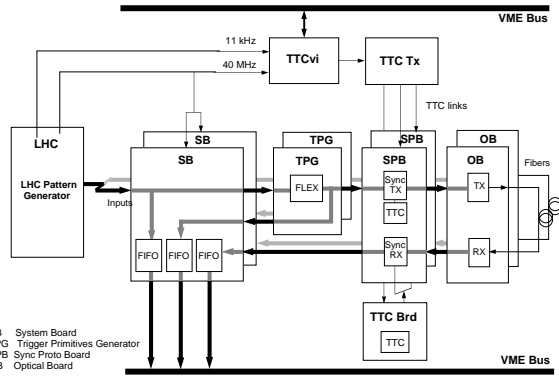 VME Bus
11 kHz
TTCvi
TTC Tx
40 MHz
TTC links
LHC
LHC Pattern
Generator
SB
SB
TPG
TPG
SPB
SPB
OB
OB
Fibers
Inputs
FLEX
Sync
TX
TTC
TX
FIFO
FIFO
FIFO
Sync
RX
RX
TTC Brd
TTC
System Board
Trigger Primitives Generator
Sync Proto Board
Optical Board
VME Bus